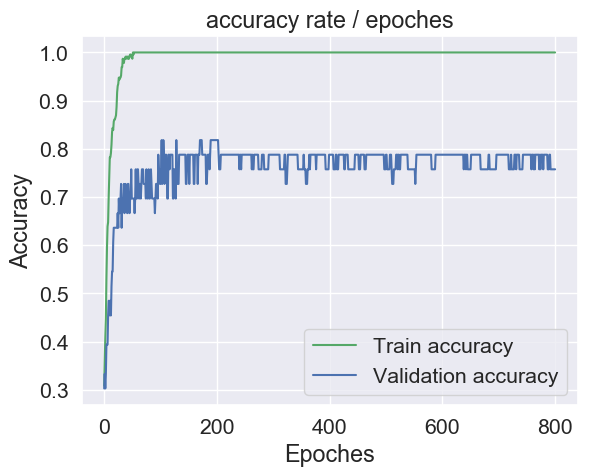 accuracy rate / epoches
1.0
0.9
0.8
0.7
0.6
0.5
0.4
0.3
Accuracy
Train accuracy
Validation accuracy
0 200 400 600 800
Epoches